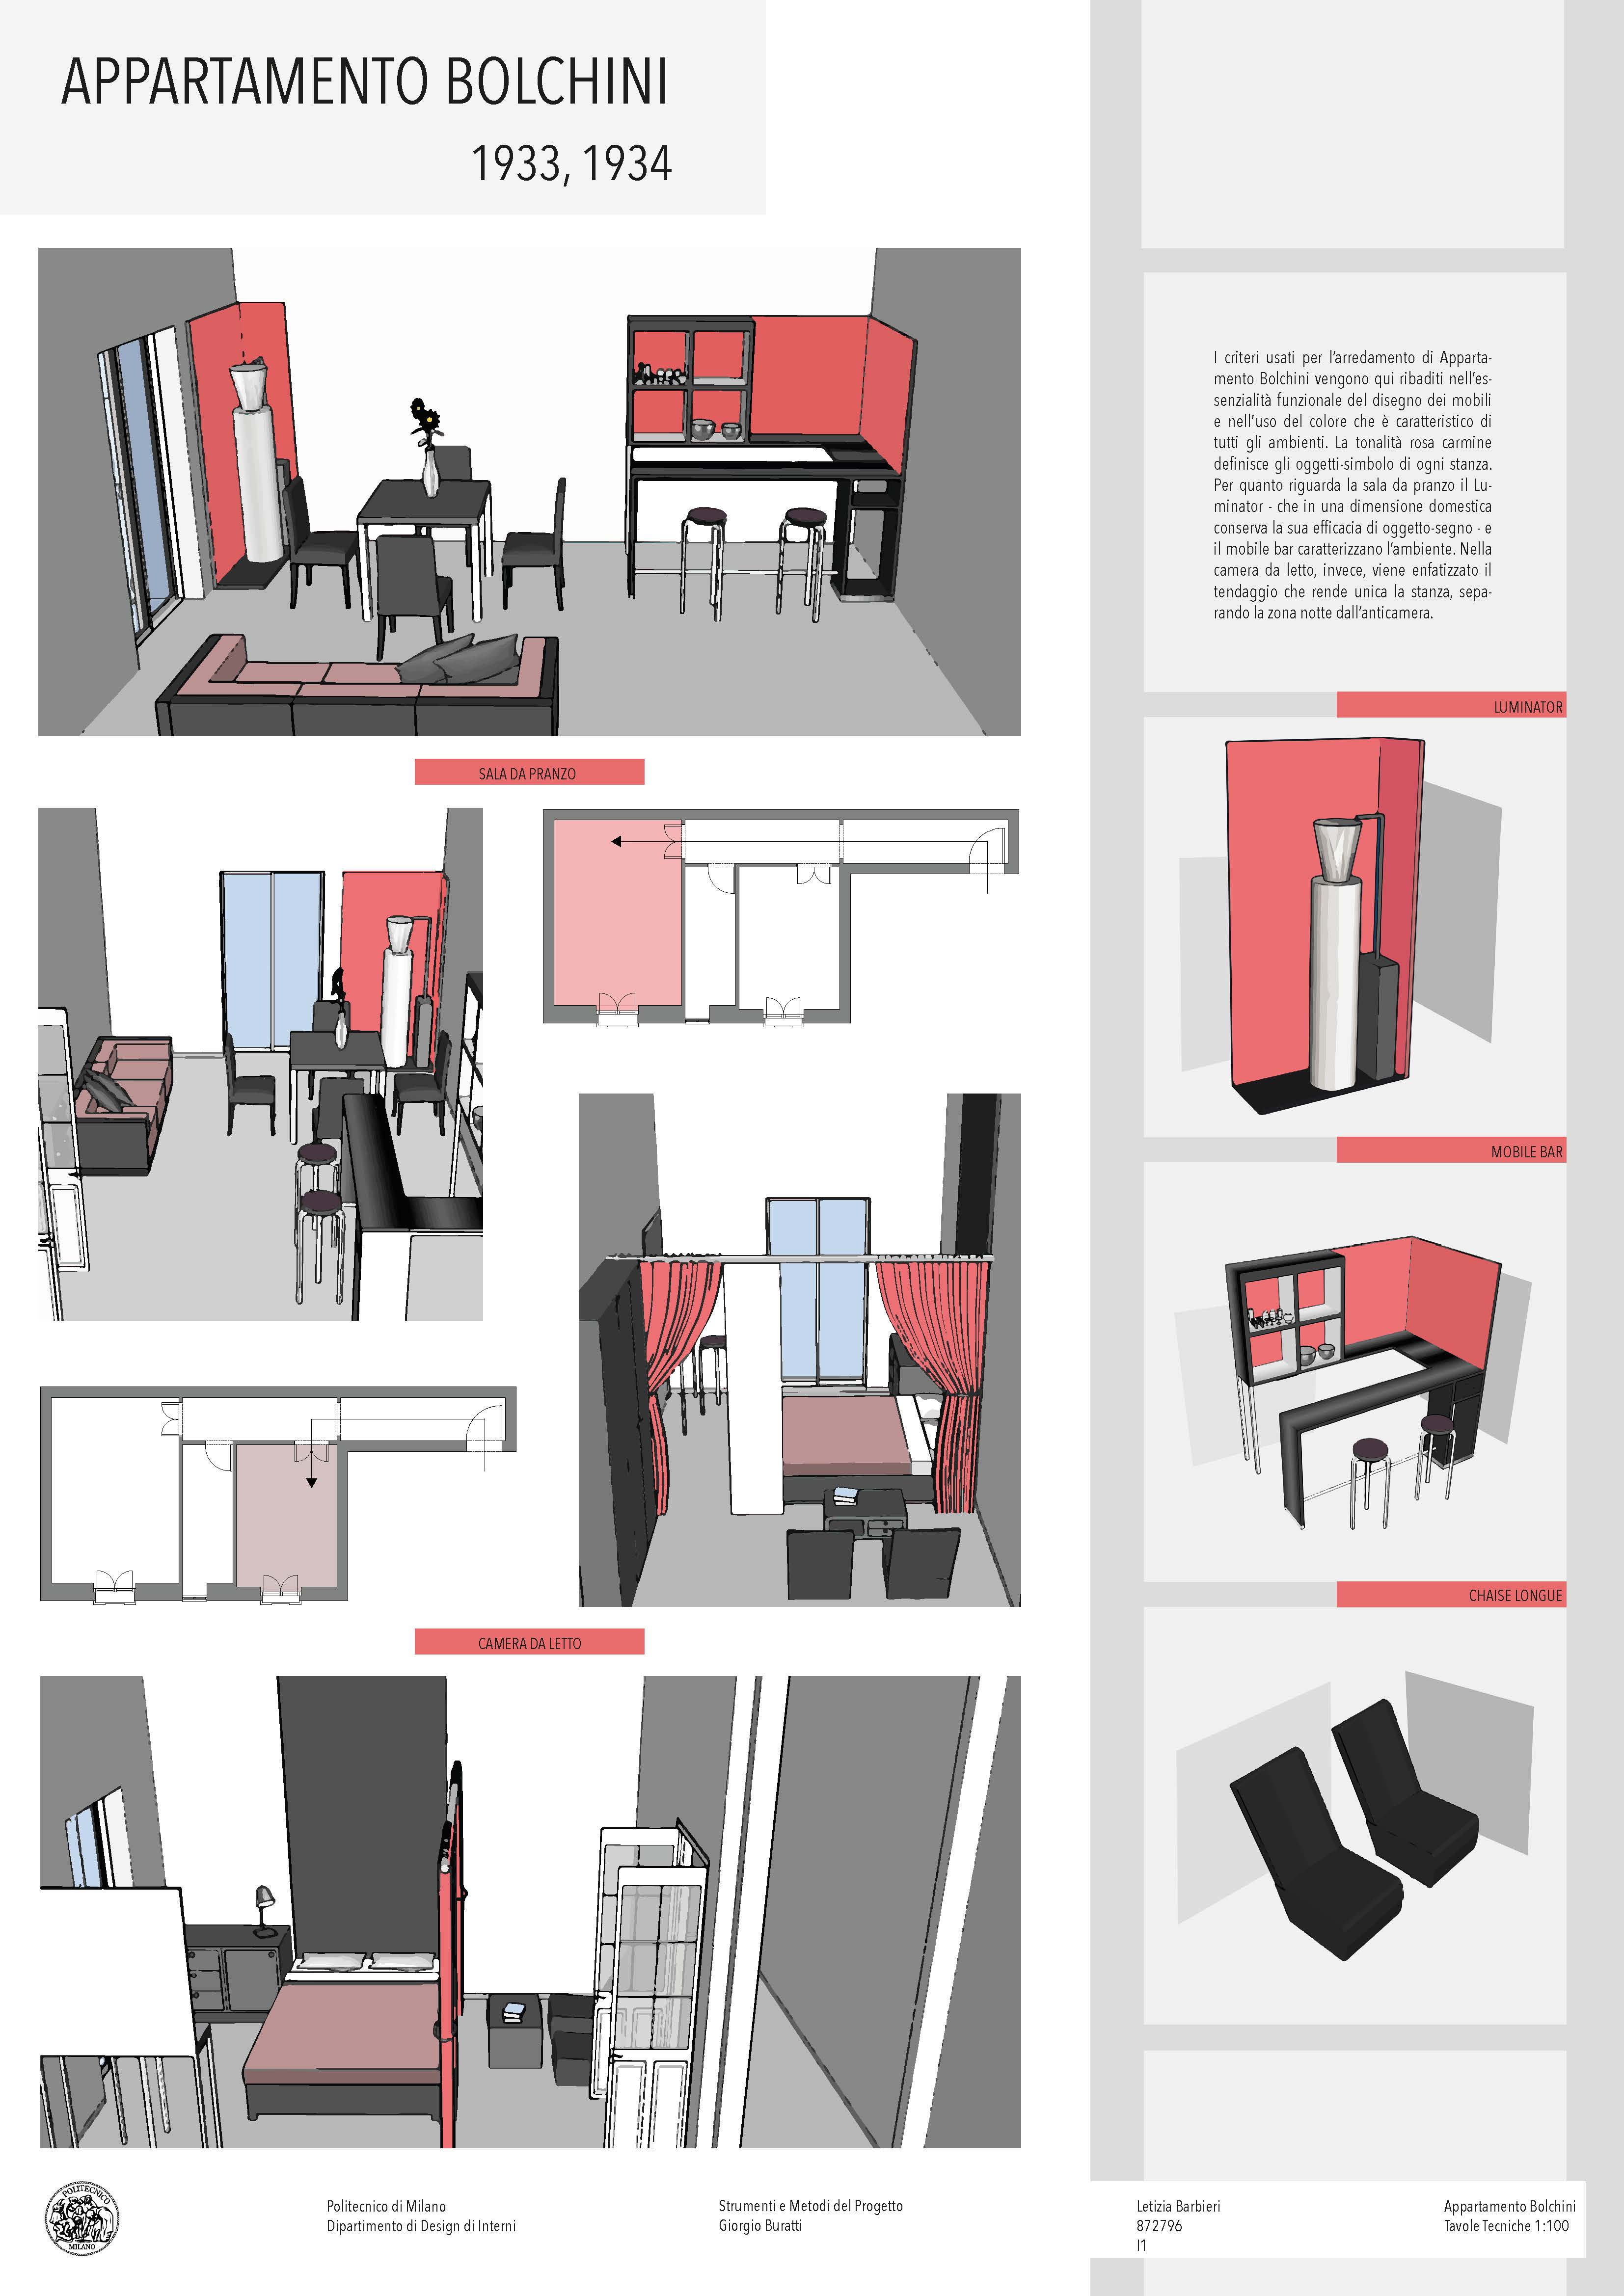 APPARTAMENTO BOLCHINI
1933, 1934
I criteri usati per l'arredamento di Apparta-
mento Bolchini vengono qui ribaditi nell'es-
senzialità funzionale del disegno dei mobili
e nell'uso del colore che è caratteristico di
tutti gli ambienti. La tonalità rosa carmine
definisce gli oggetti-simbolo di ogni stanza.
Per quanto riguarda la sala da pranzo il Lu-
minator - che in una dimensione domestica
conserva la sua efficacia di oggetto-segno - e
il mobile bar caratterizzano l'ambiente. Nella
camera da letto, invece, viene enfatizzato il
tendaggio che rende unica la stanza, sepa-
rando la zona notte dall'anticamera.
LUMINATOR
SALA DA PRANZO
MOBILE BAR
CHAISE LONGUE
CAMERA DA LETTO
POLITECNICO
MILANO
Politecnico di Milano
Dipartimento di Design di Interni
Strumenti e Metodi del Progetto
Giorgio Buratti
Letizia Barbieri
872796
I1
Appartamento Bolchini
Tavole Tecniche 1:100